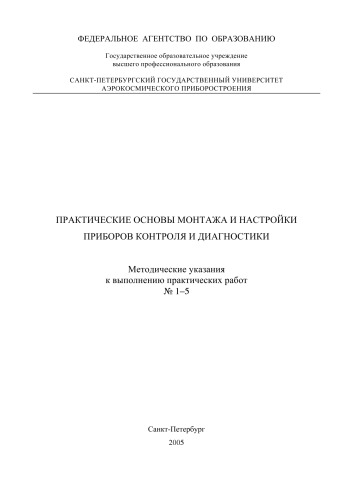 ФЕДЕРАЛЬНОЕ АГЕНТСТВО ПО ОБРАЗОВАНИЮ
Государственное образовательное учреждение
высшего профессионального образования
САНКТ-ПЕТЕРБУРГСКИЙ ГОСУДАРСТВЕННЫЙ УНИВЕРСИТЕТ
АЭРОКОСМИЧЕСКОГО ПРИБОРОСТРОЕНИЯ
ПРАКТИЧЕСКИЕ ОСНОВЫ МОНТАЖА И НАСТРОЙКИ
ПРИБОРОВ КОНТРОЛЯ И ДИАГНОСТИКИ
Методические указания
к выполнению практических работ
№ 1–5
Санкт-Петербург
2005